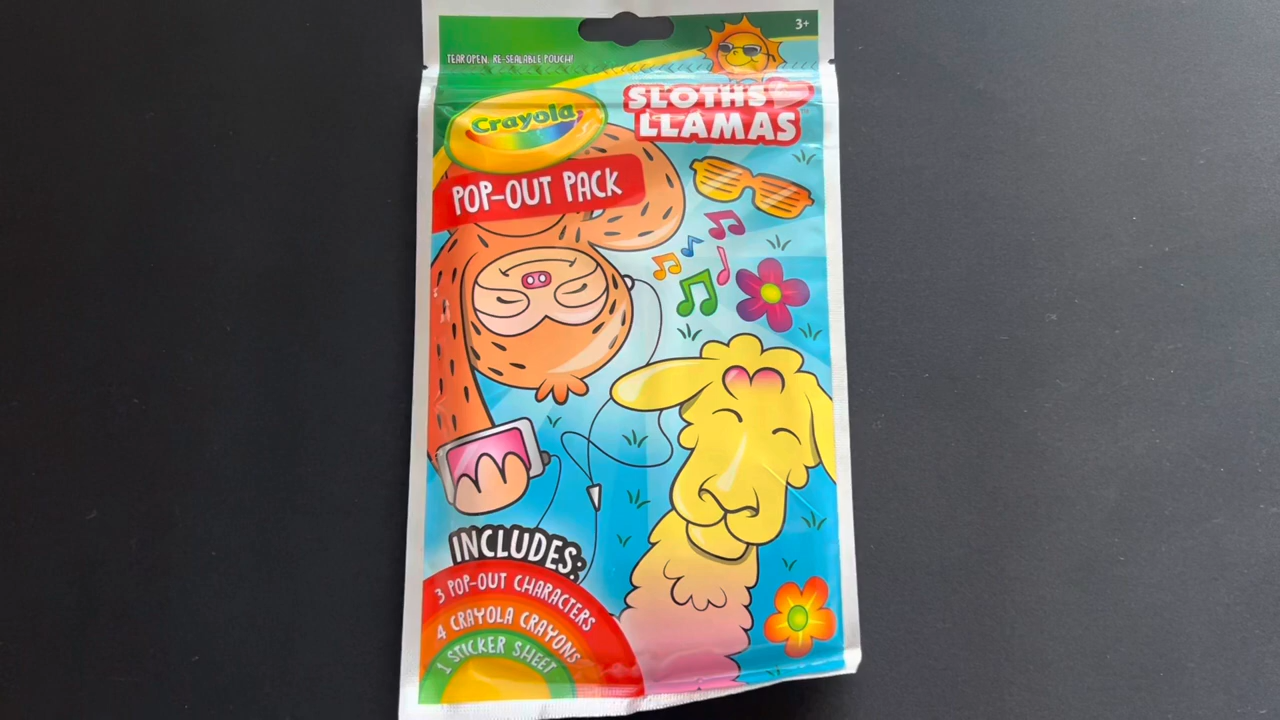 3+
TEAR OPEN, RE-SEALABLE POUCH!
SLOTHS
LLAMAS
Crayola
POP-OUT PACK
INCLUDES:
3 POP-OUT CHARACTERS
4 CRAYOLA CRAYONS
1 STICKER SHEET